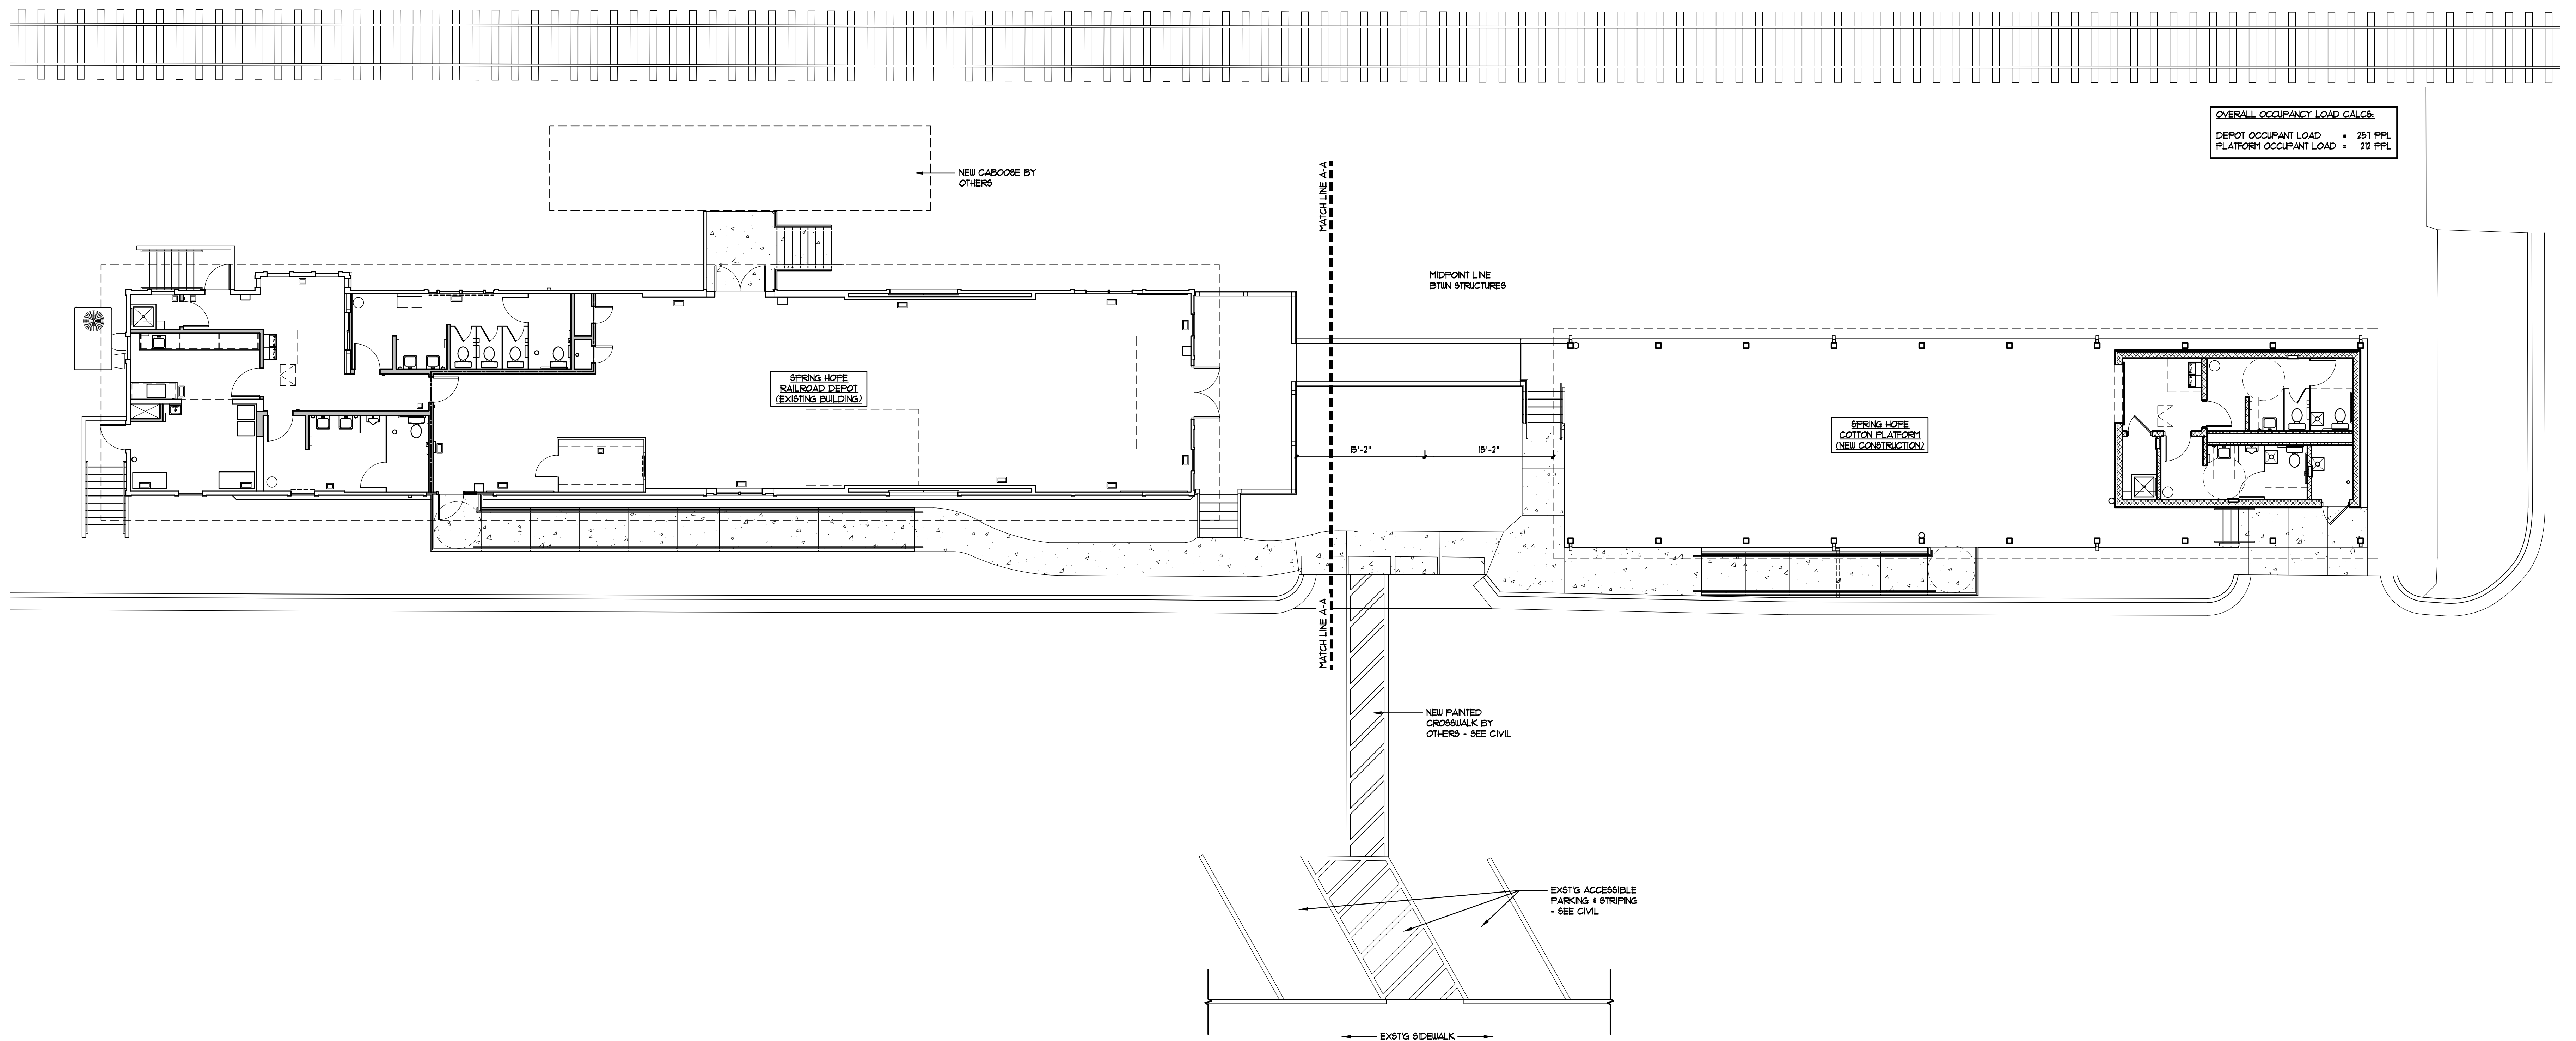 OVERALL OCCUPANCY LOAD CALCS:
DEPOT OCCUPANT LOAD = 257 PPL
PLATFORM OCCUPANT LOAD = 212 PPL
NEW CABOOSE BY
OTHERS
MATCH LINE A-A
MIDPOINT LINE
BTWN STRUCTURES
SPRING HOPE
RAILROAD DEPOT
(EXISTING BUILDING)
SPRING HOPE
COTTON PLATFORM
(NEW CONSTRUCTION)
15'-2"
15'-2"
MATCH LINE A-A
NEW PAINTED
CROSSWALK BY
OTHERS - SEE CIVIL
EXST'G ACCESSIBLE
PARKING & STRIPING
- SEE CIVIL
EXST'G SIDEWALK